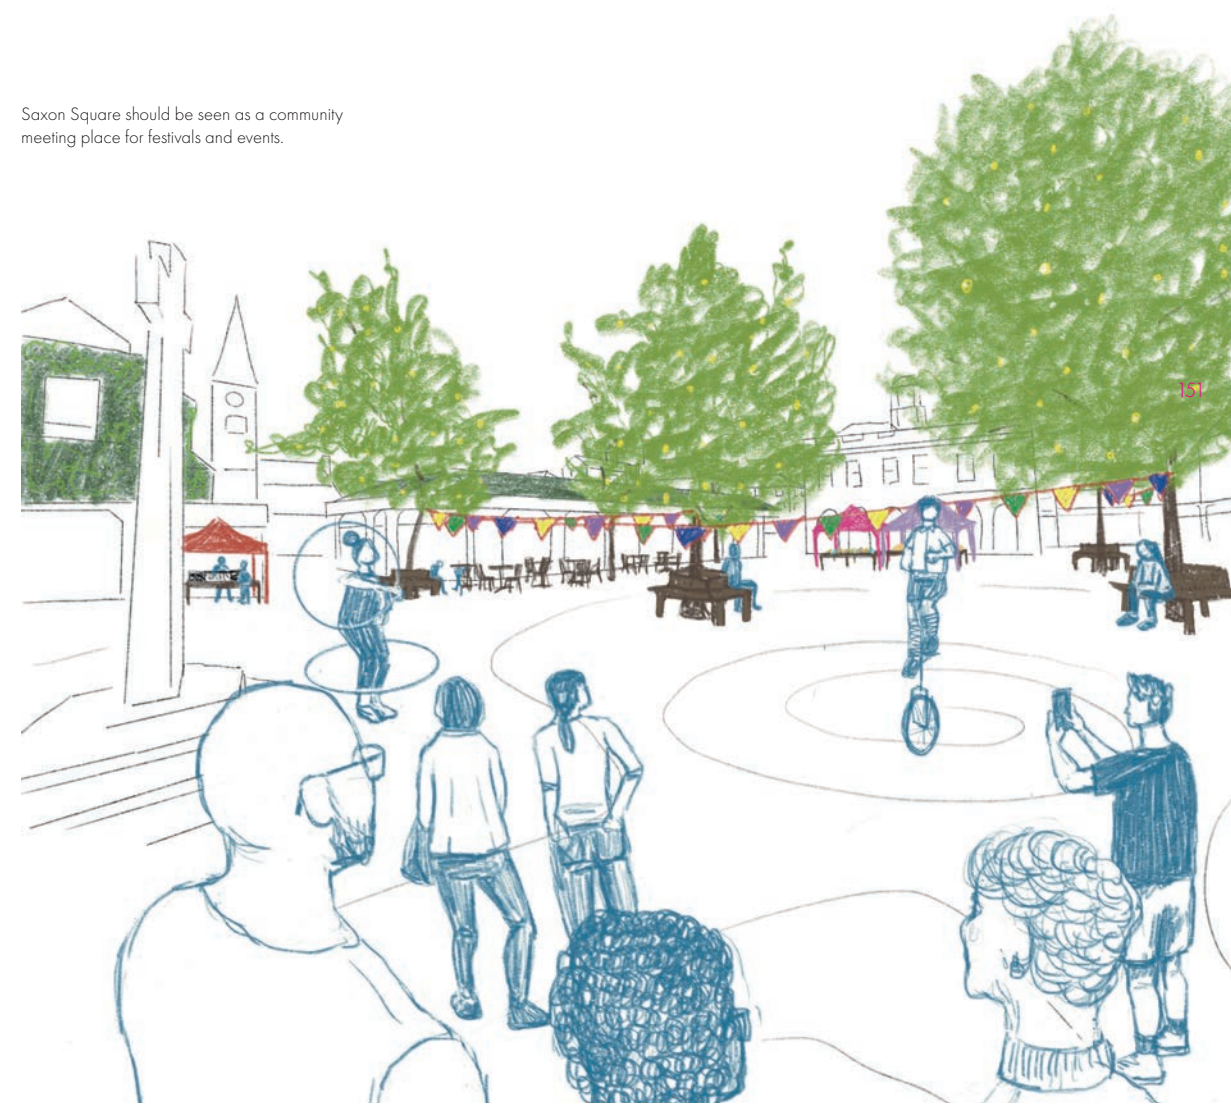 Saxon Square should be seen as a community
meeting place for festivals and events.
151